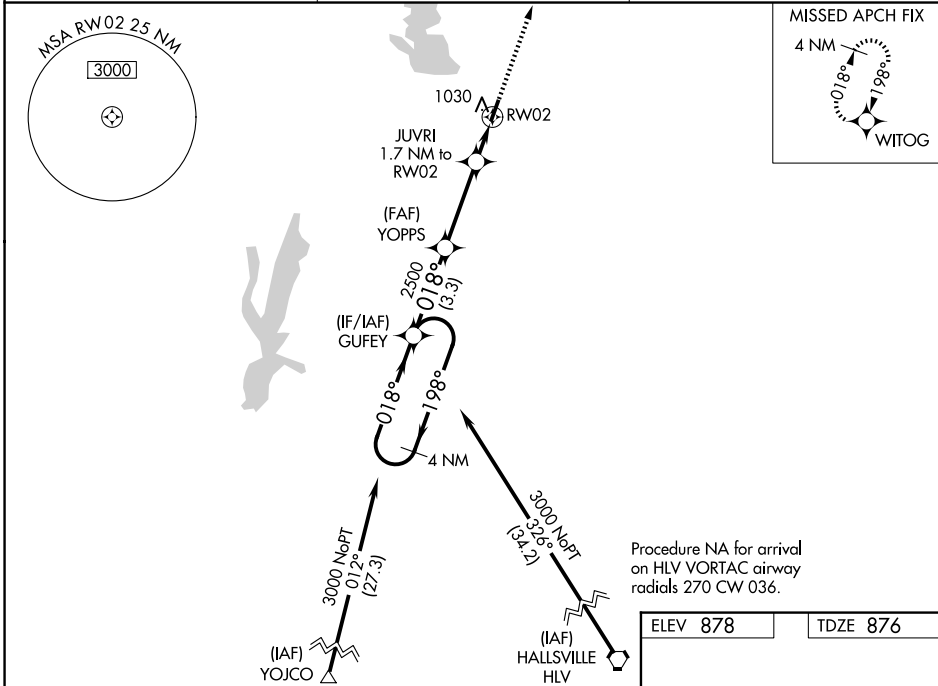 MSA RW02 25 NM
3000
MISSED APCH FIX
4 NM
018°
198°
WITOG
1030
RW02
JUVRI
1.7 NM to
RW02
(FAF)
YOPPS
2500
018°
(3.3)
(IF/IAF)
GUFEY
018°
198°
4 NM
3000 NoPT
012°
(27.3)
3000 NoPT
326°
(34.2)
Procedure NA for arrival
on HLV VORTAC airway
radials 270 CW 036.
(IAF)
YOJCO
(IAF)
HALLSVILLE
HLV
ELEV 878
TDZE 876